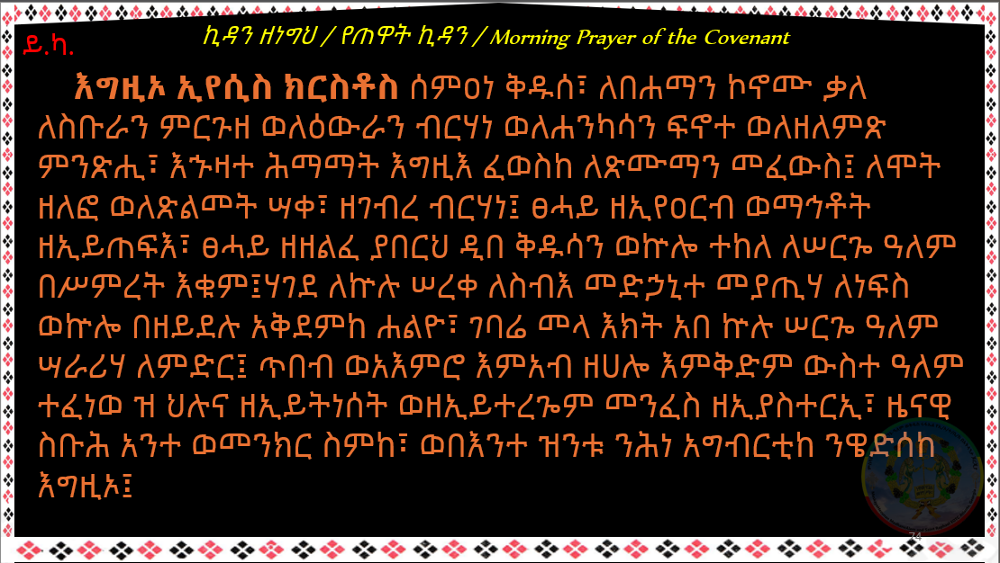 ኪዳን ዘነግህ / የጠዋት ኪዳን / Morning Prayer of the Covenant
ይ.ካ.
እግዚኦ ኢየሲስ ክርስቶስ ሰምዐነ ቅዱሰ፣ ለበሐማን ኮኖሙ ቃለ
ለስቡራን ምርጉዘ ወለዕውራን ብርሃነ ወለሐንካሳን ፍኖተ ወለዘለምጽ
ምንጽሒ፣ እኁዛተ ሕማማት እግዚእ ፈወስከ ለጽሙማን መፈውስ፤ ለሞት
ዘለፎ ወለጽልመት ሣቀ፣ ዘገብረ ብርሃነ፤ ፀሓይ ዘኢየዐርብ ወማኅቶት
ዘኢይጠፍእ፣ ፀሓይ ዘዘልፈ ያበርህ ዲበ ቅዱሳን ወኵሎ ተከለ ለሠርጐ ዓለም
በሥምረት እቁም፤ሃገደ ለኵሉ ሠረቀ ለስብእ መድኃኒተ መያጢሃ ለነፍስ
ወኵሎ በዘይደሉ አቅደምከ ሐልዮ፣ ገባሬ መላ እክት አበ ኵሉ ሠርጐ ዓለም
ሣራሪሃ ለምድር፤ ጥበብ ወአእምሮ እምአብ ዘሀሎ እምቅድም ውስተ ዓለም
ተፈነወ ዝ ህሉና ዘኢይትነሰት ወዘኢይተረጐም መንፈስ ዘኢያስተርኢ፣ ዜናዊ
ስቡሕ አንተ ወመንክር ስምከ፣ ወበእንተ ዝንቱ ንሕነ አግብርቲከ ንዌድሰከ
እግዚኦ፤
74